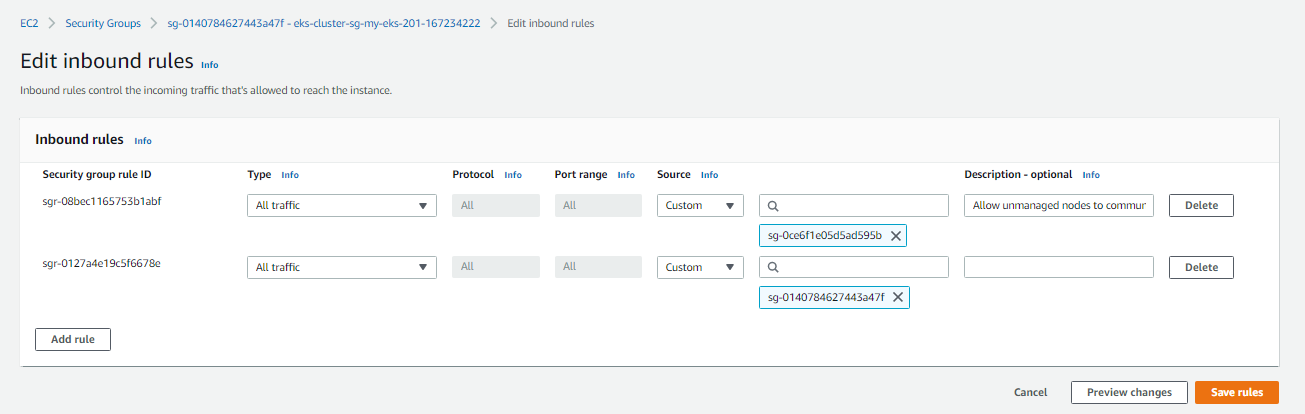 EC2 > Security Groups > sg-0140784627443a47f - eks-cluster-sg-my-eks-201-167234222 > Edit inbound rules
Edit inbound rules Info
Inbound rules control the incoming traffic that's allowed to reach the instance.
Inbound rules Info
Security group rule ID Type Info Protocol Info Port range Info Source Info Description - optional Info
sgr-08bec1165753b1abf All traffic All All Custom Allow unmanaged nodes to commun Delete
sg-0ce6f1e05d5ad595b
sgr-0127a4e19c5f6678e All traffic All All Custom Delete
sg-0140784627443a47f
Add rule
Cancel Preview changes Save rules